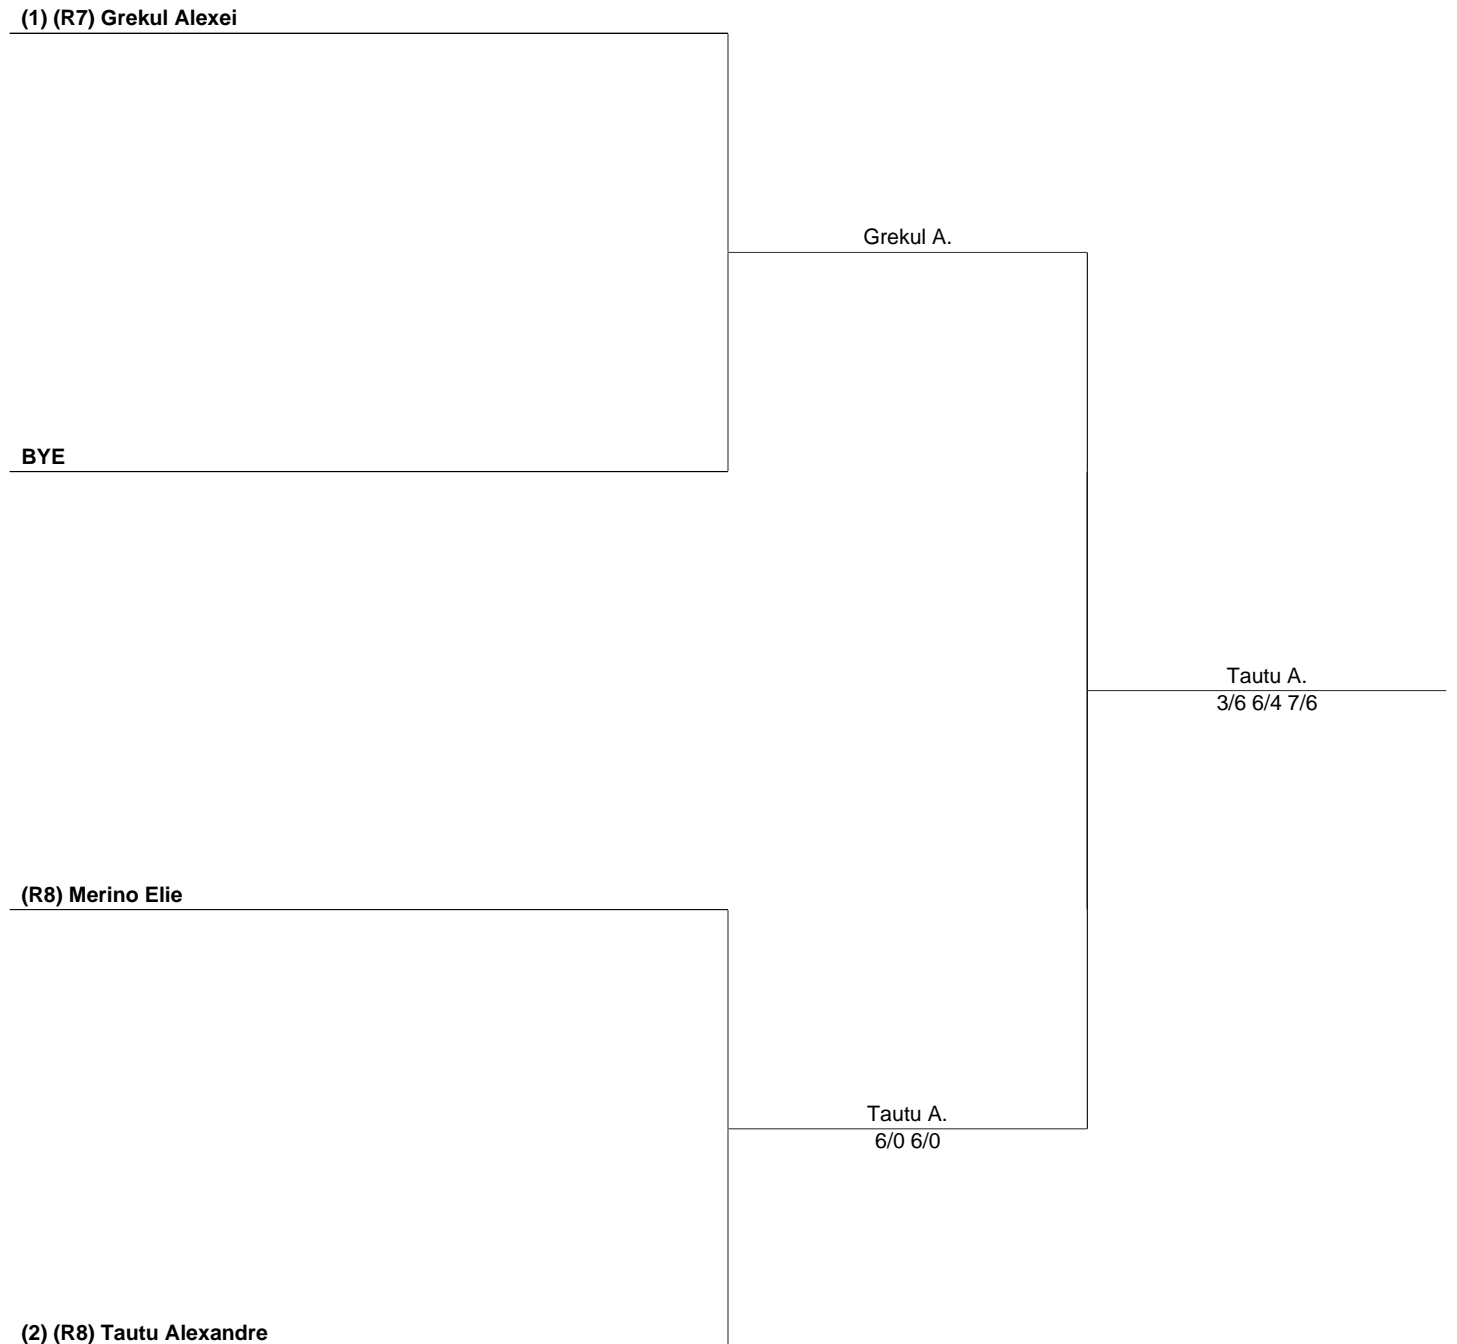 (1) (R7) Grekul Alexei
Grekul A.
BYE
Tautu A.
3/6 6/4 7/6
(R8) Merino Elie
Tautu A.
6/0 6/0
(2) (R8) Tautu Alexandre